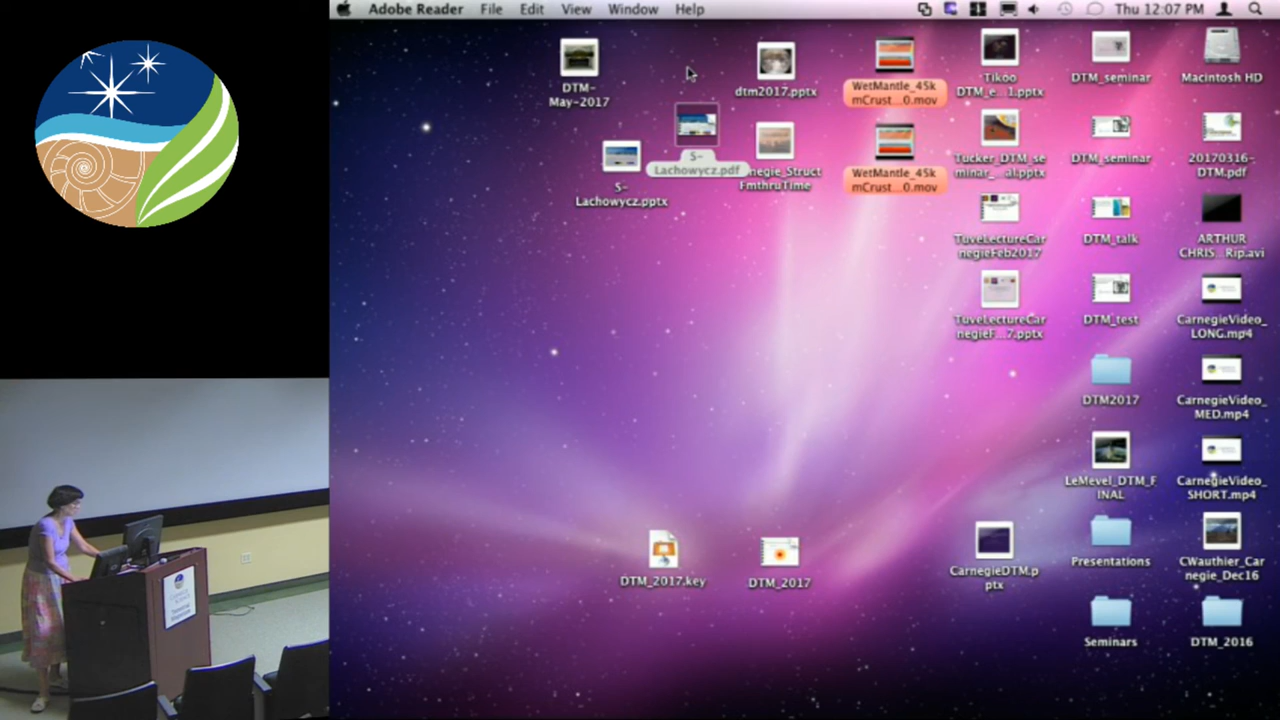 Adobe Reader File Edit View Window Help Thu 12:07 PM
DTM-
May-2017
dtm2017.pptx
WetMantle_45k
mCrust...0.mov
Tikoo
DTM_e...1.pptx
DTM_seminar
Macintosh HD
S-
Lachowycz.pptx
S-
Lachowycz.pdf
negie_Struct
FmthruTime
WetMantle_45k
mCrust...0.mov
Tucker_DTM_se
minar_...al.pptx
DTM_seminar
20170316-
DTM.pdf
TuveLectureCar
negieFeb2017
DTM_talk
ARTHUR
CHRIS...Rip.avi
TuveLectureCar
negieF...7.pptx
DTM_test
CarnegieVideo_
LONG.mp4
DTM2017
CarnegieVideo_
MED.mp4
LeMevel_DTM_F
INAL
CarnegieVideo_
SHORT.mp4
DTM_2017.key
DTM_2017
CarnegieDTM.p
ptx
Presentations
CWauthier_Car
negie_Dec16
Seminars
DTM_2016